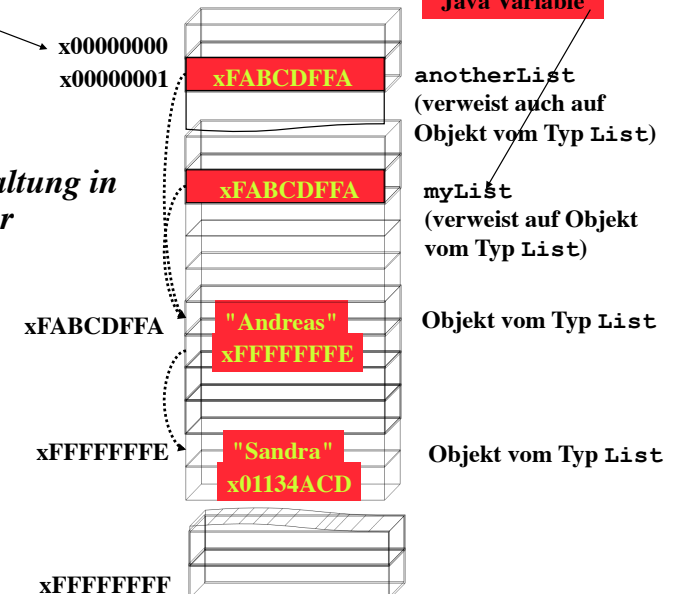 Java Variable
x00000000
x00000001
xFABCDFFA
anotherList
(verweist auch auf
Objekt vom Typ List)
altung in
r
xFABCDFFA
myList
(verweist auf Objekt
vom Typ List)
xFABCDFFA
"Andreas"
xFFFFFFFE
Objekt vom Typ List
xFFFFFFFE
"Sandra"
x01134ACD
Objekt vom Typ List
xFFFFFFFF